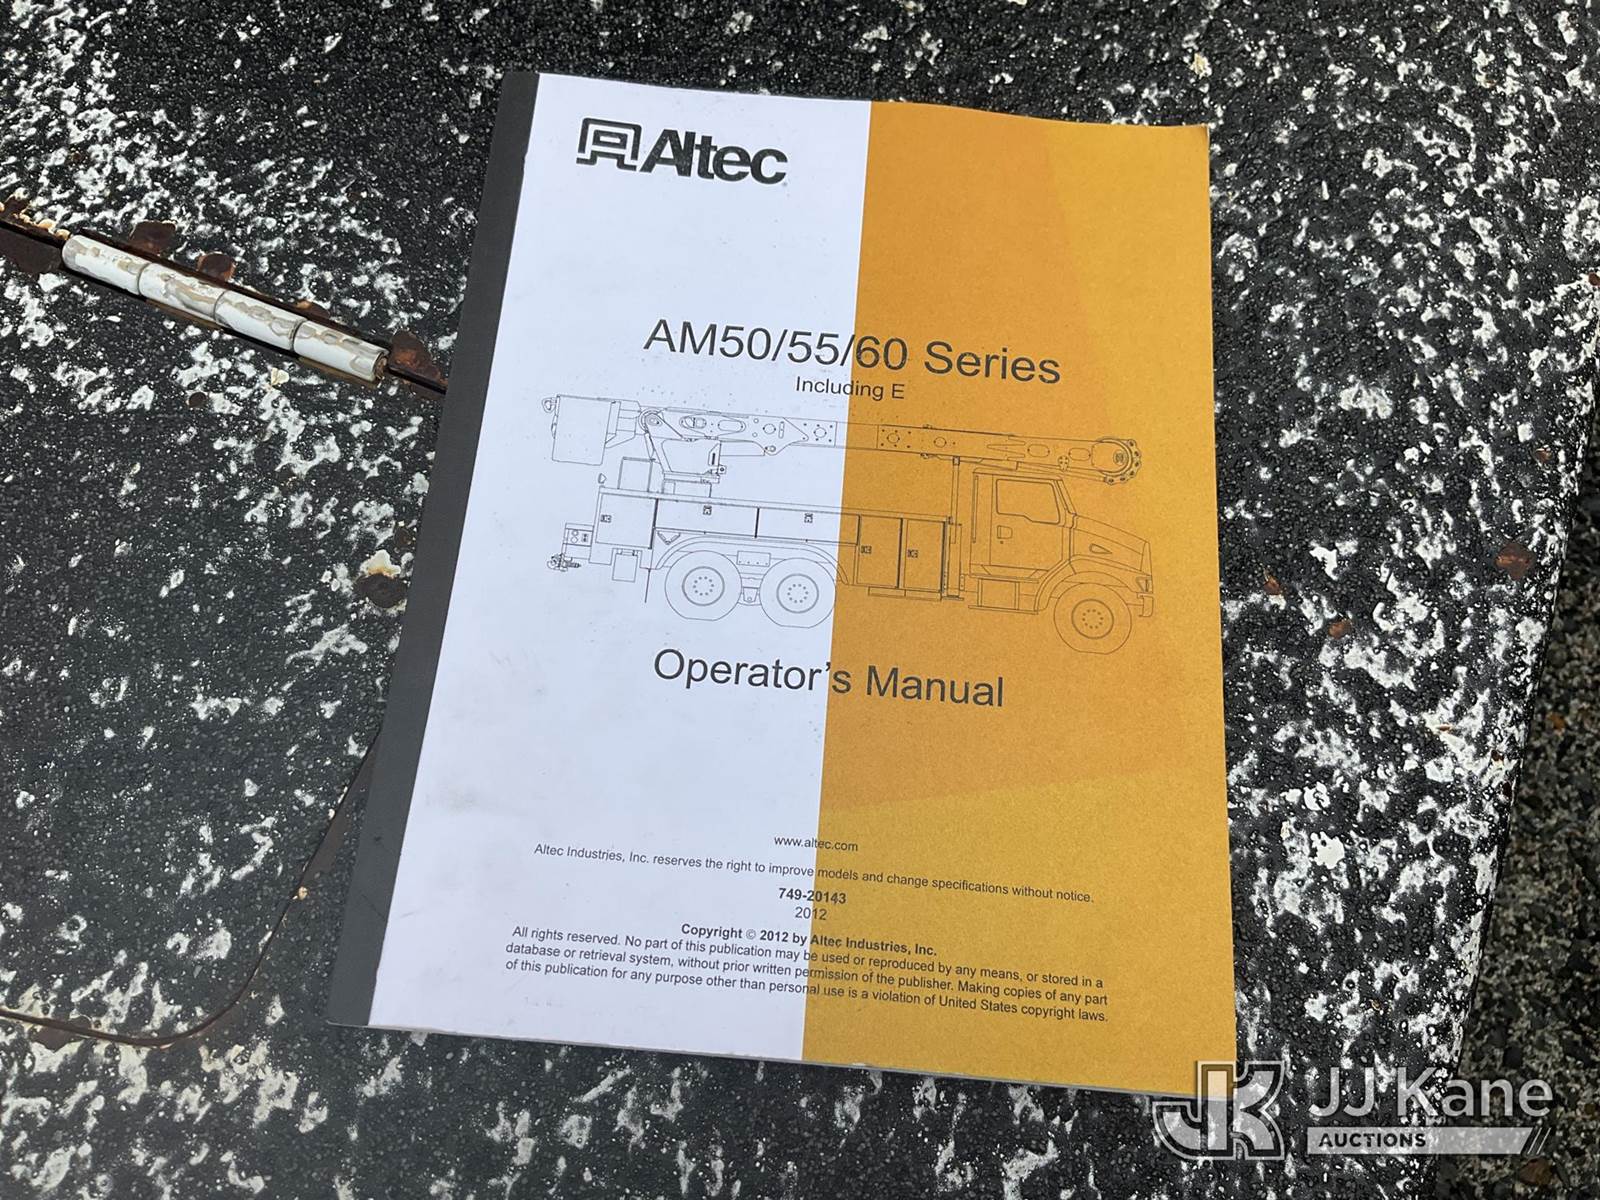 Altec
AM50/55/60 Series
Including E
Operator's Manual
www.altec.com
Altec Industries, Inc. reserves the right to improve models and change specifications without notice.
749-20143
2012
Copyright © 2012 by Altec Industries, Inc.
All rights reserved. No part of this publication may be used or reproduced by any means, or stored in a
database or retrieval system, without prior written permission of the publisher. Making copies of any part
of this publication for any purpose other than personal use is a violation of United States copyright laws.
JK JJ Kane
AUCTIONS